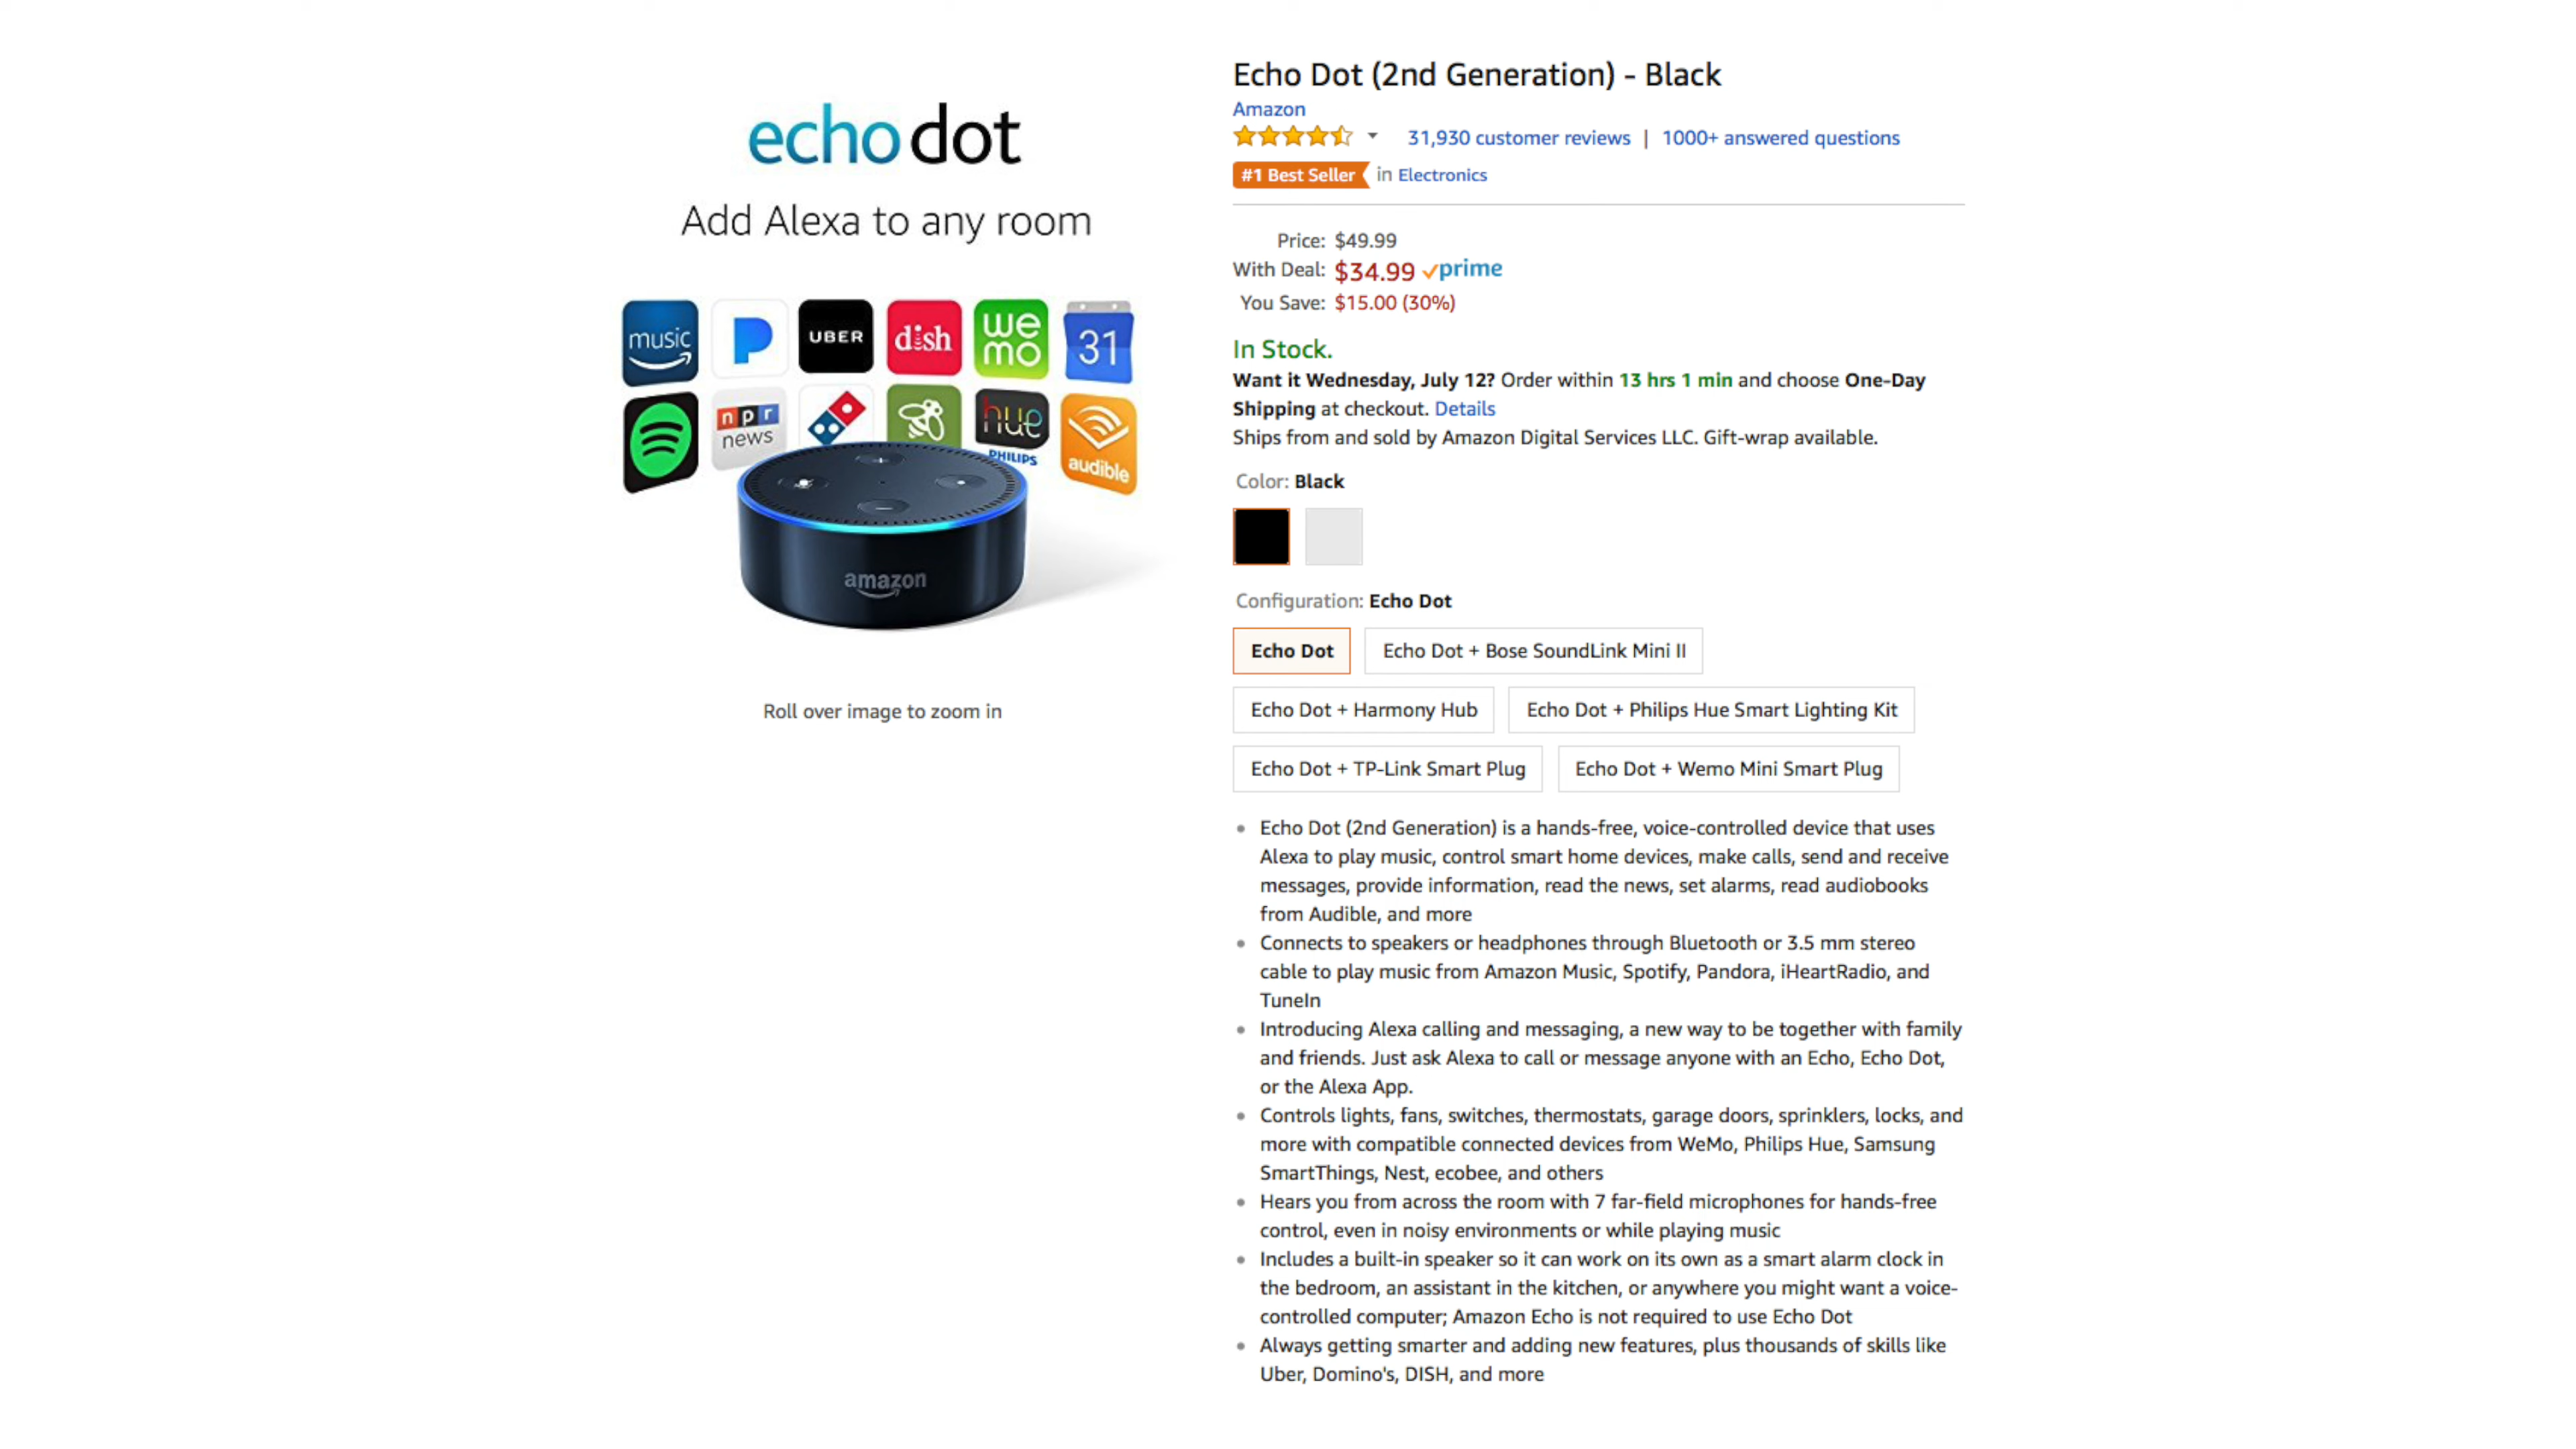 echo dot
Add Alexa to any room
music
UBER
dish
we
mo
31
npr
news
hue
PHILIPS
audible
amazon
Roll over image to zoom in
Echo Dot (2nd Generation) - Black
Amazon
31,930 customer reviews | 1000+ answered questions
#1 Best Seller in Electronics
Price: $49.99
With Deal: $34.99 prime
You Save: $15.00 (30%)
In Stock.
Want it Wednesday, July 12? Order within 13 hrs 1 min and choose One-Day
Shipping at checkout. Details
Ships from and sold by Amazon Digital Services LLC. Gift-wrap available.
Color: Black
Configuration: Echo Dot
Echo Dot
Echo Dot + Bose SoundLink Mini II
Echo Dot + Harmony Hub
Echo Dot + Philips Hue Smart Lighting Kit
Echo Dot + TP-Link Smart Plug
Echo Dot + Wemo Mini Smart Plug
• Echo Dot (2nd Generation) is a hands-free, voice-controlled device that uses
Alexa to play music, control smart home devices, make calls, send and receive
messages, provide information, read the news, set alarms, read audiobooks
from Audible, and more
• Connects to speakers or headphones through Bluetooth or 3.5 mm stereo
cable to play music from Amazon Music, Spotify, Pandora, iHeartRadio, and
TuneIn
• Introducing Alexa calling and messaging, a new way to be together with family
and friends. Just ask Alexa to call or message anyone with an Echo, Echo Dot,
or the Alexa App.
• Controls lights, fans, switches, thermostats, garage doors, sprinklers, locks, and
more with compatible connected devices from WeMo, Philips Hue, Samsung
SmartThings, Nest, ecobee, and others
• Hears you from across the room with 7 far-field microphones for hands-free
control, even in noisy environments or while playing music
• Includes a built-in speaker so it can work on its own as a smart alarm clock in
the bedroom, an assistant in the kitchen, or anywhere you might want a voice-
controlled computer; Amazon Echo is not required to use Echo Dot
• Always getting smarter and adding new features, plus thousands of skills like
Uber, Domino's, DISH, and more